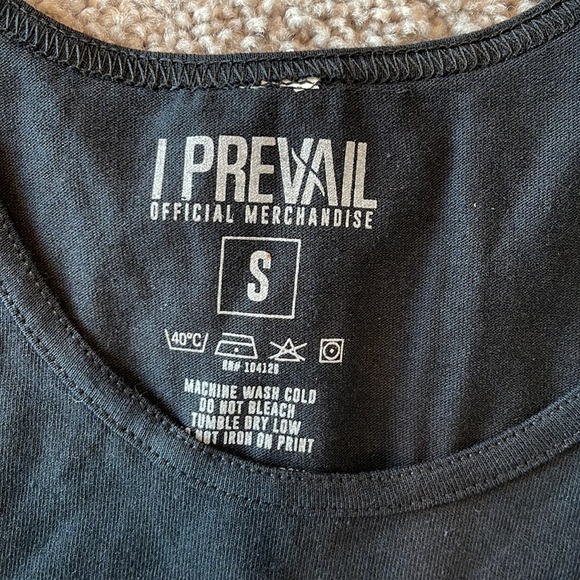 I PREVAIL
OFFICIAL MERCHANDISE
S
40°C
RN# 104128
MACHINE WASH COLD
DO NOT BLEACH
TUMBLE DRY LOW
NOT IRON ON PRINT